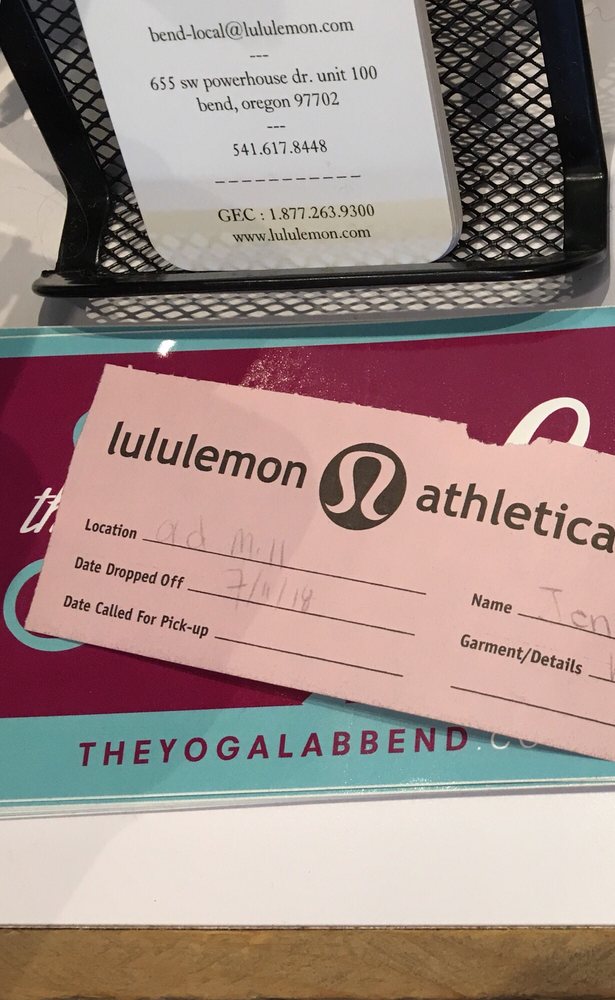 bend-local@lululemon.com
---
655 sw powerhouse dr. unit 100
bend, oregon 97702
---
541.617.8448
-----------
GEC : 1.877.263.9300
www.lululemon.com
lululemon athletica
Location old Mill
Date Dropped Off 7/11/18
Date Called For Pick-up
Name Jen
Garment/Details
THEYOGALABBEND.CO